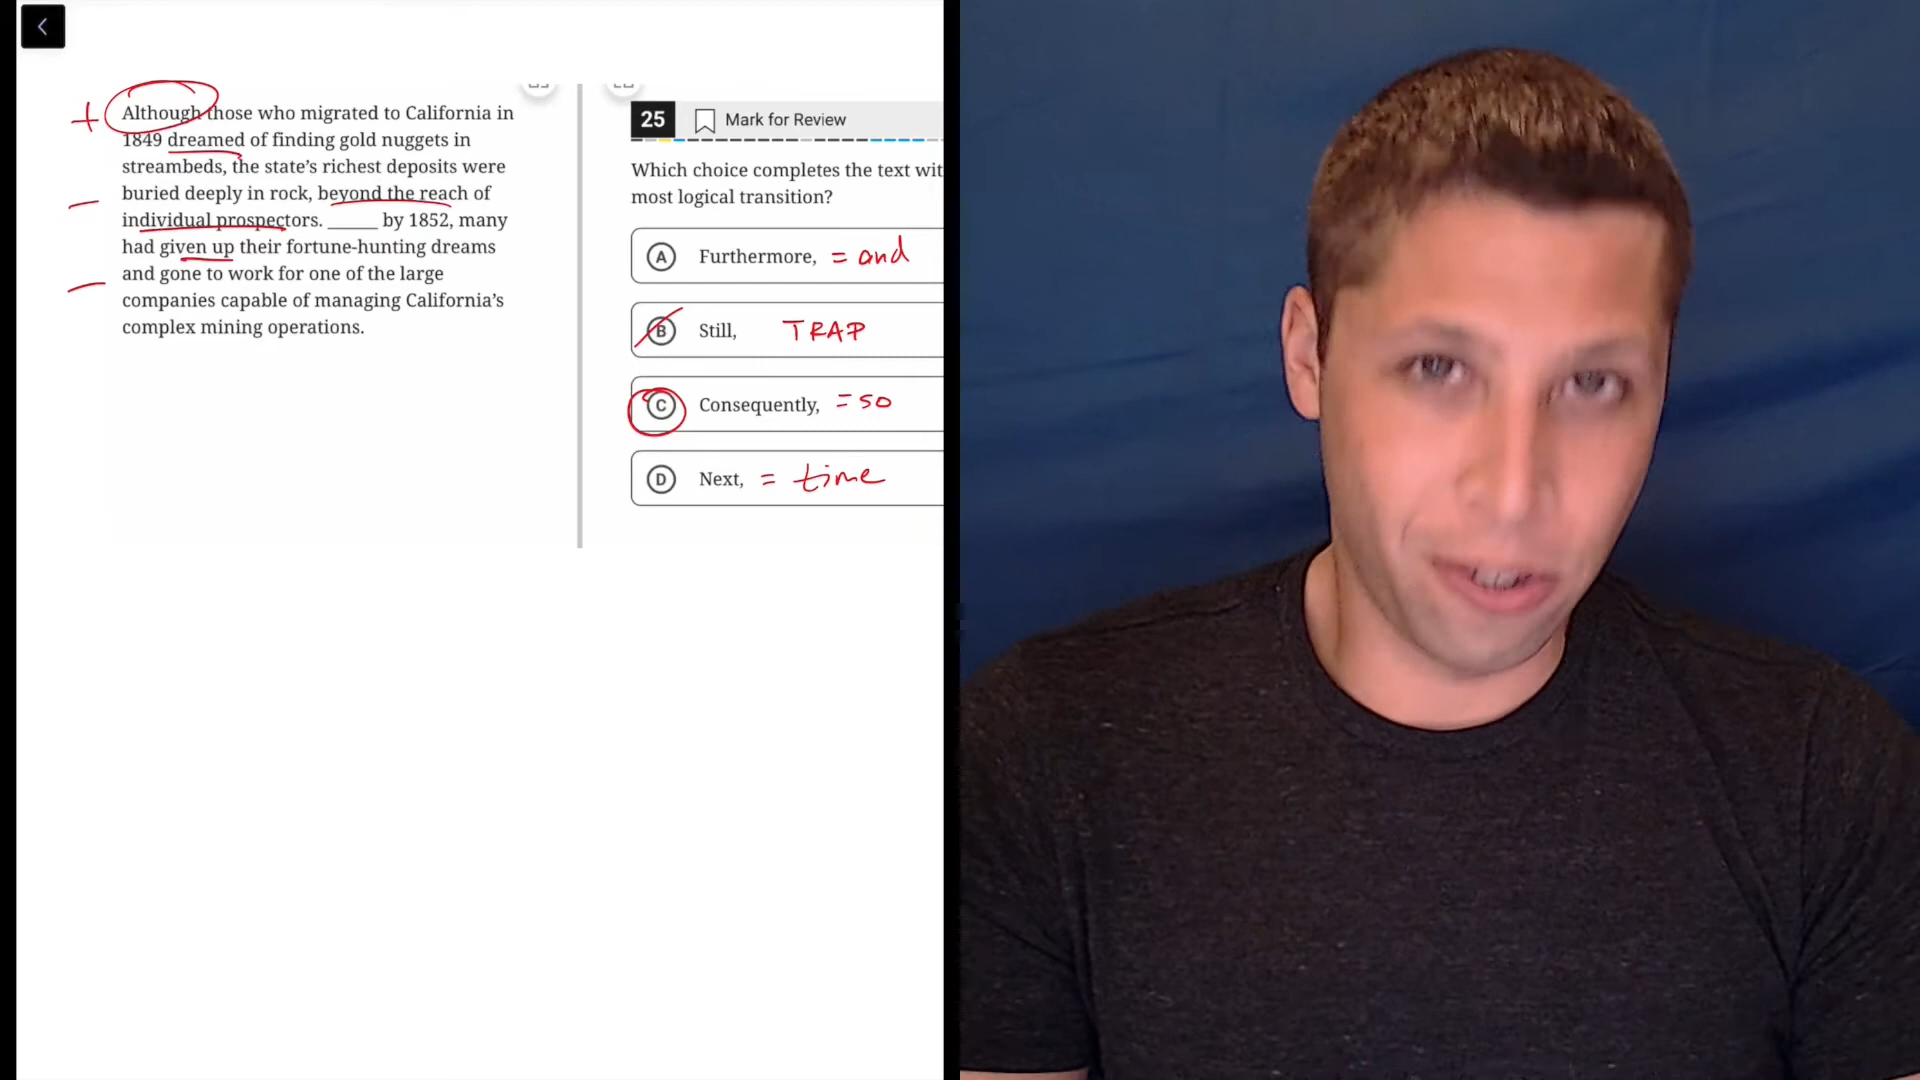 + Although those who migrated to California in
1849 dreamed of finding gold nuggets in
streambeds, the state's richest deposits were
buried deeply in rock, beyond the reach of
individual prospectors. _____ by 1852, many
had given up their fortune-hunting dreams
and gone to work for one of the large
companies capable of managing California's
complex mining operations.
25 Mark for Review
Which choice completes the text wit
most logical transition?
A Furthermore, = and
B Still, TRAP
C Consequently, = so
D Next, = time